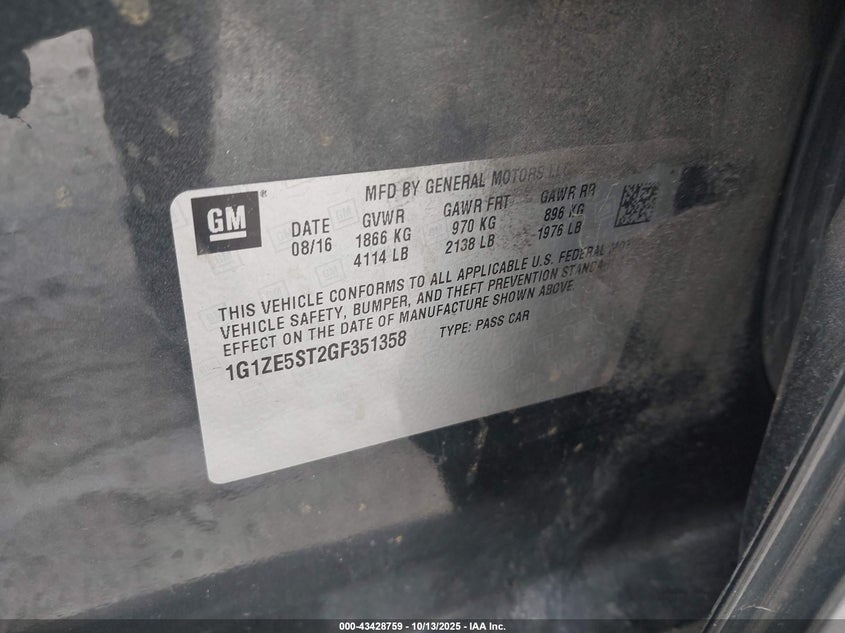 MFD BY GENERAL MOTORS LLC
GM
DATE GVWR GAWR FRT GAWR RR
08/16 1866 KG 970 KG 896 KG
4114 LB 2138 LB 1976 LB
THIS VEHICLE CONFORMS TO ALL APPLICABLE U.S. FEDERAL
VEHICLE SAFETY, BUMPER, AND THEFT PREVENTION
EFFECT ON THE DATE OF MANUFACTURE SHOWN ABOVE.
1G1ZE5ST2GF351358 TYPE: PASS CAR
000-43428759 - 10/13/2025 - IAA Inc.